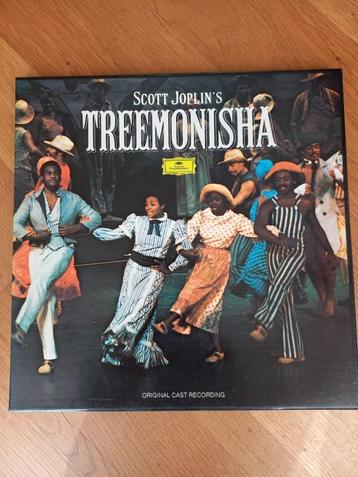 SCOTT JOPLIN'S
TREEMONISHA
ORIGINAL CAST RECORDING